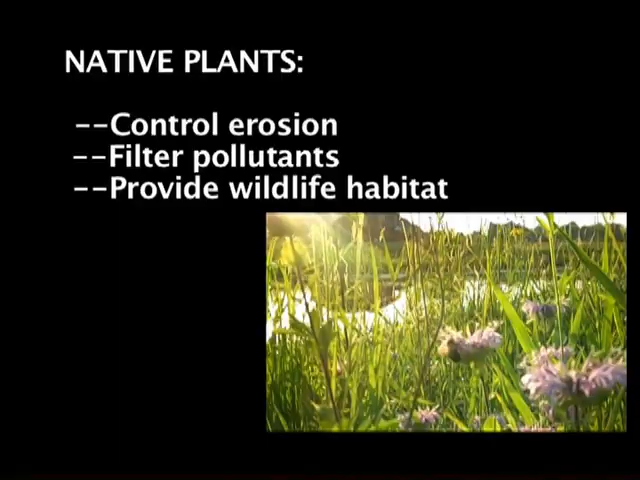 NATIVE PLANTS:
--Control erosion
--Filter pollutants
--Provide wildlife habitat